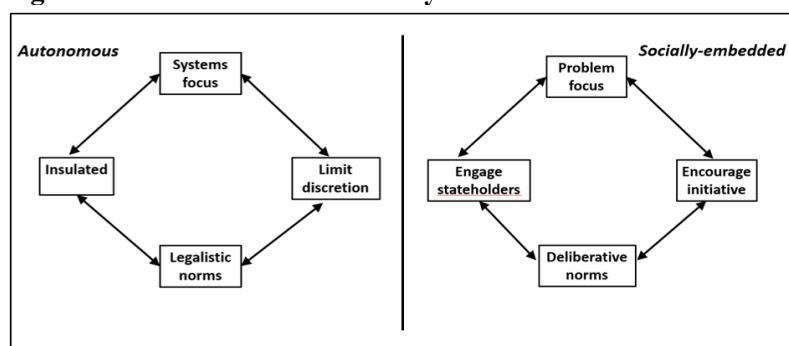 Autonomous
Systems
focus
Insulated
Limit
discretion
Legalistic
norms
Socially-embedded
Problem
focus
Engage
stateholders
Encourage
initiative
Deliberative
norms